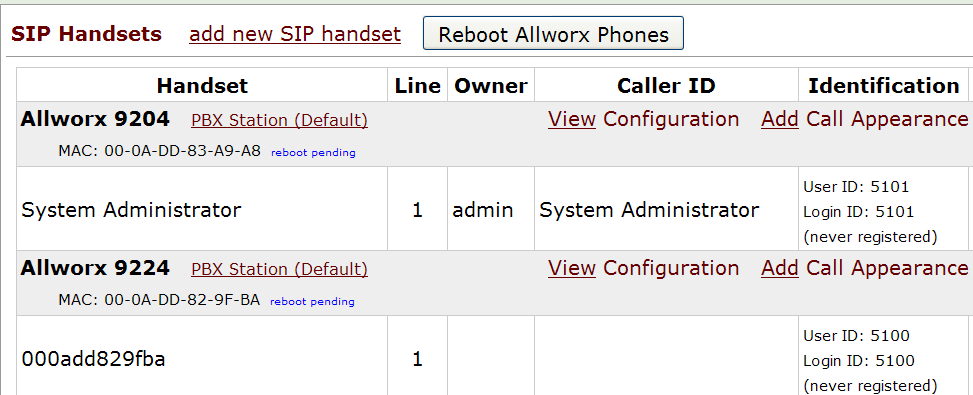 SIP Handsets add new SIP handset Reboot Allworx Phones
Handset Line Owner Caller ID Identification
Allworx 9204 PBX Station (Default) View Configuration Add Call Appearance
MAC: 00-0A-DD-83-A9-A8 reboot pending
User ID: 5101
System Administrator 1 admin System Administrator Login ID: 5101
(never registered)
Allworx 9224 PBX Station (Default) View Configuration Add Call Appearance
MAC: 00-0A-DD-82-9F-BA reboot pending
User ID: 5100
000add829fba 1 Login ID: 5100
(never registered)